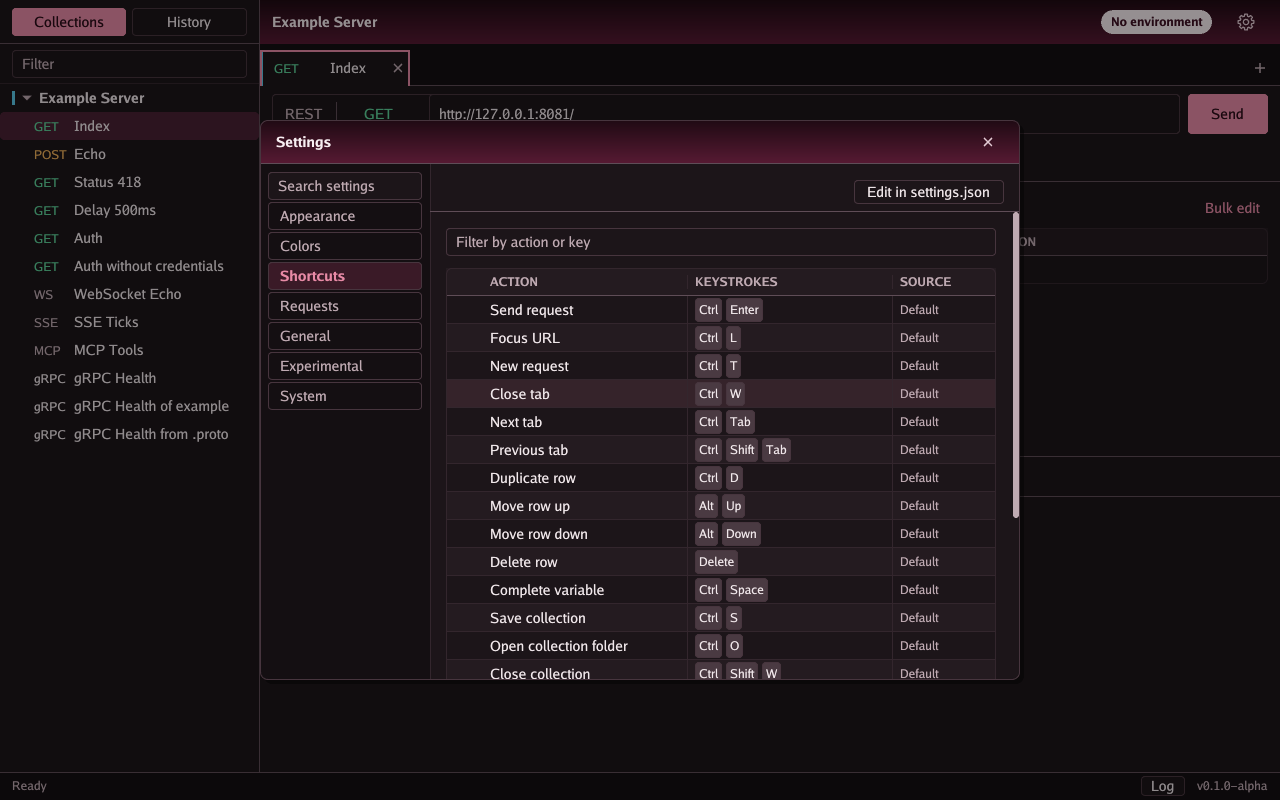 Collections
History
Example Server
No environment
Filter
GET Index
Example Server
GET Index
POST Echo
GET Status 418
GET Delay 500ms
GET Auth
GET Auth without credentials
WS WebSocket Echo
SSE SSE Ticks
MCP MCP Tools
gRPC gRPC Health
gRPC gRPC Health of example
gRPC gRPC Health from .proto
REST GET http://127.0.0.1:8081/
Send
Bulk edit
ON
Settings
Search settings
Appearance
Colors
Shortcuts
Requests
General
Experimental
System
Edit in settings.json
Filter by action or key
ACTION KEYSTROKES SOURCE
Send request Ctrl Enter Default
Focus URL Ctrl L Default
New request Ctrl T Default
Close tab Ctrl W Default
Next tab Ctrl Tab Default
Previous tab Ctrl Shift Tab Default
Duplicate row Ctrl D Default
Move row up Alt Up Default
Move row down Alt Down Default
Delete row Delete Default
Complete variable Ctrl Space Default
Save collection Ctrl S Default
Open collection folder Ctrl O Default
Close collection Ctrl Shift W Default
Ready
Log
v0.1.0-alpha